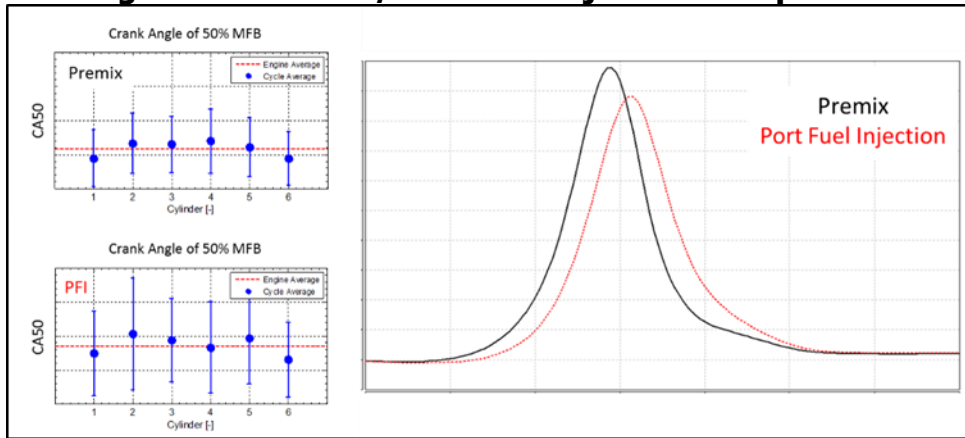 Crank Angle of 50% MFB
Premix
Engine Average
Cycle Average
CA50
1 2 3 4 5 6
Cylinder [-]
Crank Angle of 50% MFB
PFI
Engine Average
Cycle Average
CA50
1 2 3 4 5 6
Cylinder [-]
Premix
Port Fuel Injection